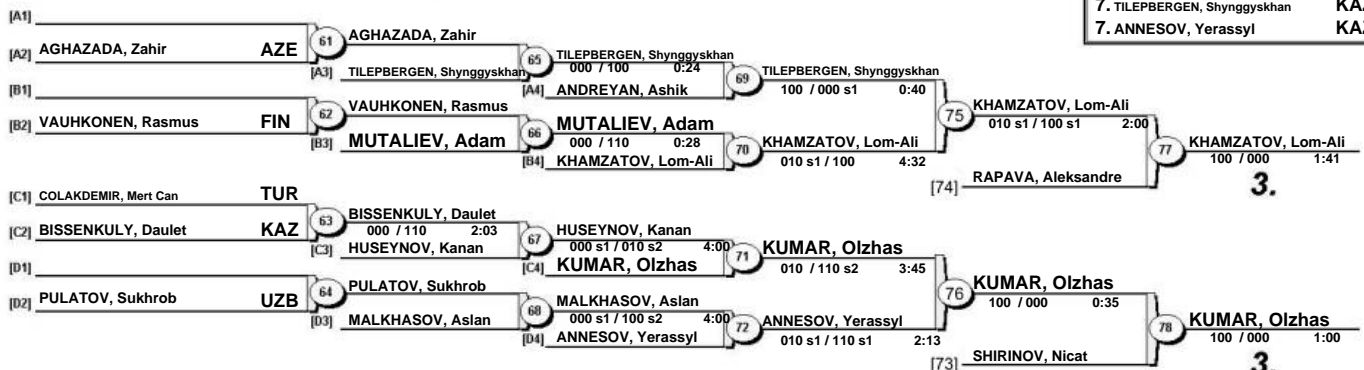 7. TILEPBERGEN, Shynggyskhan
7. ANNESOV, Yerassyl
[A1]
[A2] AGHAZADA, Zahir AZE
61 AGHAZADA, Zahir
[A3] TILEPBERGEN, Shynggyskhan
65 TILEPBERGEN, Shynggyskhan
000 / 100 0:24
[A4] ANDREYAN, Ashik
69 TILEPBERGEN, Shynggyskhan
100 / 000 s1 0:40
[B1]
[B2] VAUHKONEN, Rasmus FIN
62 VAUHKONEN, Rasmus
[B3] MUTALIEV, Adam
66 MUTALIEV, Adam
000 / 110 0:28
[B4] KHAMZATOV, Lom-Ali
70 KHAMZATOV, Lom-Ali
010 s1 / 100 4:32
75 KHAMZATOV, Lom-Ali
010 s1 / 100 s1 2:00
[74] RAPAVA, Aleksandre
77 KHAMZATOV, Lom-Ali
100 / 000 1:41
3.
[C1] COLAKDEMIR, Mert Can TUR
[C2] BISSENKULY, Daulet KAZ
63 BISSENKULY, Daulet
000 / 110 2:03
[C3] HUSEYNOV, Kanan
67 HUSEYNOV, Kanan
000 s1 / 010 s2 4:00
[C4] KUMAR, Olzhas
71 KUMAR, Olzhas
010 / 110 s2 3:45
[D1]
[D2] PULATOV, Sukhrob UZB
64 PULATOV, Sukhrob
[D3] MALKHASOV, Aslan
68 MALKHASOV, Aslan
000 s1 / 100 s2 4:00
[D4] ANNESOV, Yerassyl
72 ANNESOV, Yerassyl
010 s1 / 110 s1 2:13
76 KUMAR, Olzhas
100 / 000 0:35
[73] SHIRINOV, Nicat
78 KUMAR, Olzhas
100 / 000 1:00
3.